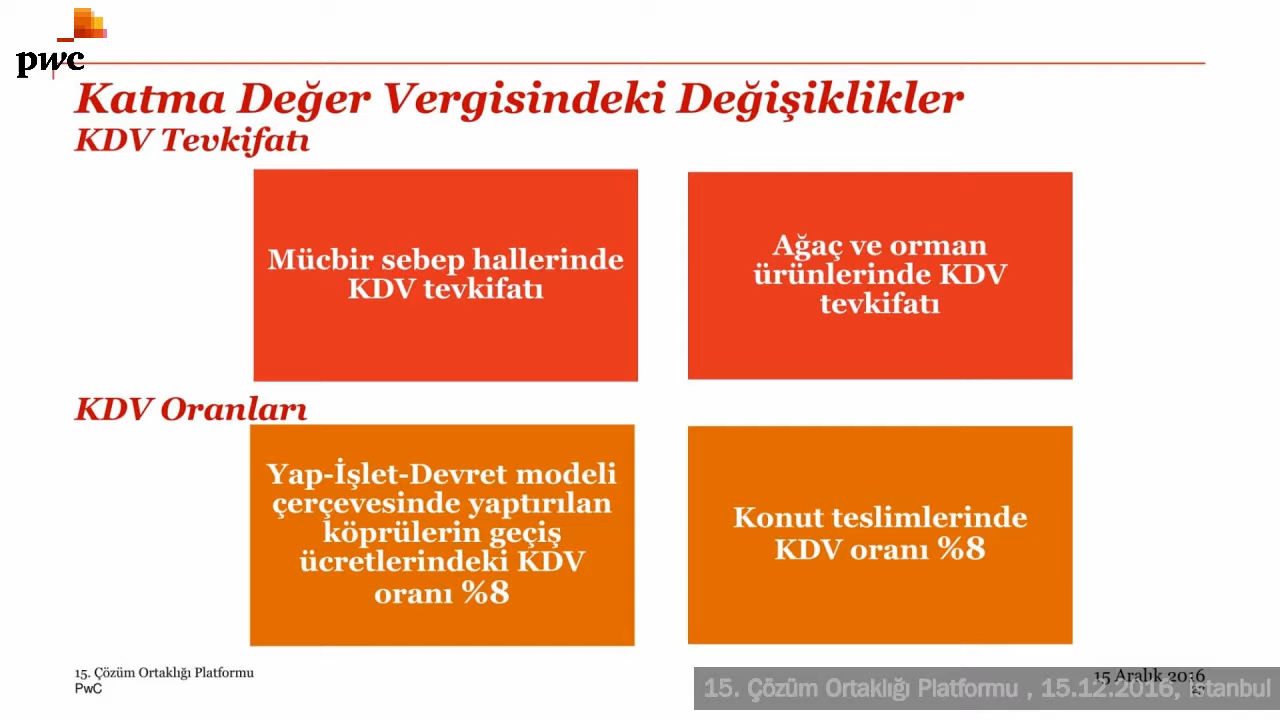 pwc
Katma Değer Vergisindeki Değişiklikler
KDV Tevkifatı
Mücbir sebep hallerinde
KDV tevkifatı
Ağaç ve orman
ürünlerinde KDV
tevkifatı
KDV Oranları
Yap-İşlet-Devret modeli
çerçevesinde yaptırılan
köprülerin geçiş
ücretlerindeki KDV
oranı %8
Konut teslimlerinde
KDV oranı %8
15. Çözüm Ortaklığı Platformu
PwC
15 Aralık 2016
15. Çözüm Ortaklığı Platformu , 15.12.2016, İstanbul